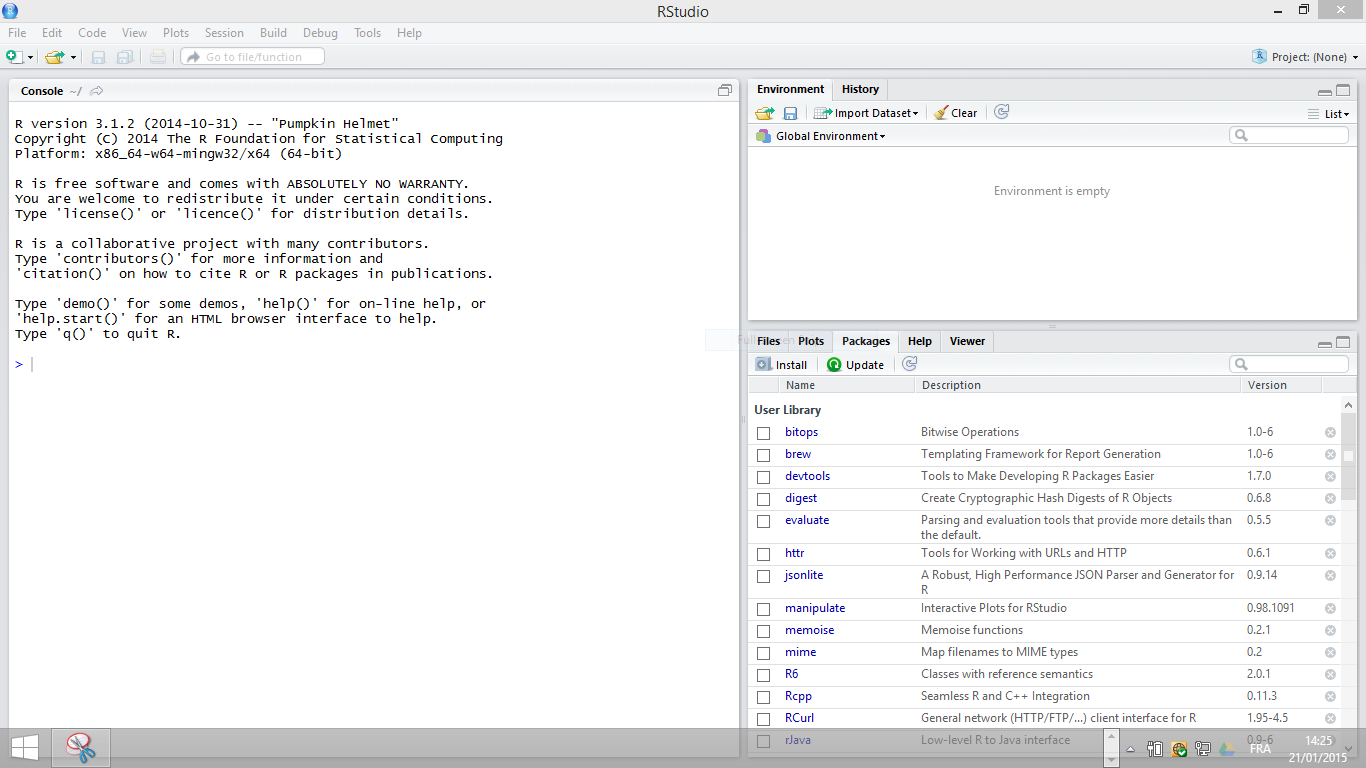 RStudio
File Edit Code View Plots Session Build Debug Tools Help
Go to file/function
Project: (None)
Console ~/
R version 3.1.2 (2014-10-31) -- "Pumpkin Helmet"
Copyright (C) 2014 The R Foundation for Statistical Computing
Platform: x86_64-w64-mingw32/x64 (64-bit)
R is free software and comes with ABSOLUTELY NO WARRANTY.
You are welcome to redistribute it under certain conditions.
Type 'license()' or 'licence()' for distribution details.
R is a collaborative project with many contributors.
Type 'contributors()' for more information and
'citation()' on how to cite R or R packages in publications.
Type 'demo()' for some demos, 'help()' for on-line help, or
'help.start()' for an HTML browser interface to help.
Type 'q()' to quit R.
>
Environment History
Import Dataset Clear List
Global Environment
Environment is empty
Files Plots Packages Help Viewer
Install Update
Name Description Version
User Library
bitops Bitwise Operations 1.0-6
brew Templating Framework for Report Generation 1.0-6
devtools Tools to Make Developing R Packages Easier 1.7.0
digest Create Cryptographic Hash Digests of R Objects 0.6.8
evaluate Parsing and evaluation tools that provide more details than 0.5.5
the default.
httr Tools for Working with URLs and HTTP 0.6.1
jsonlite A Robust, High Performance JSON Parser and Generator for 0.9.14
R
manipulate Interactive Plots for RStudio 0.98.1091
memoise Memoise functions 0.2.1
mime Map filenames to MIME types 0.2
R6 Classes with reference semantics 2.0.1
Rcpp Seamless R and C++ Integration 0.11.3
RCurl General network (HTTP/FTP/...) client interface for R 1.95-4.5
rJava Low-level R to Java interface 0.9-6
FRA 14:25
21/01/2015